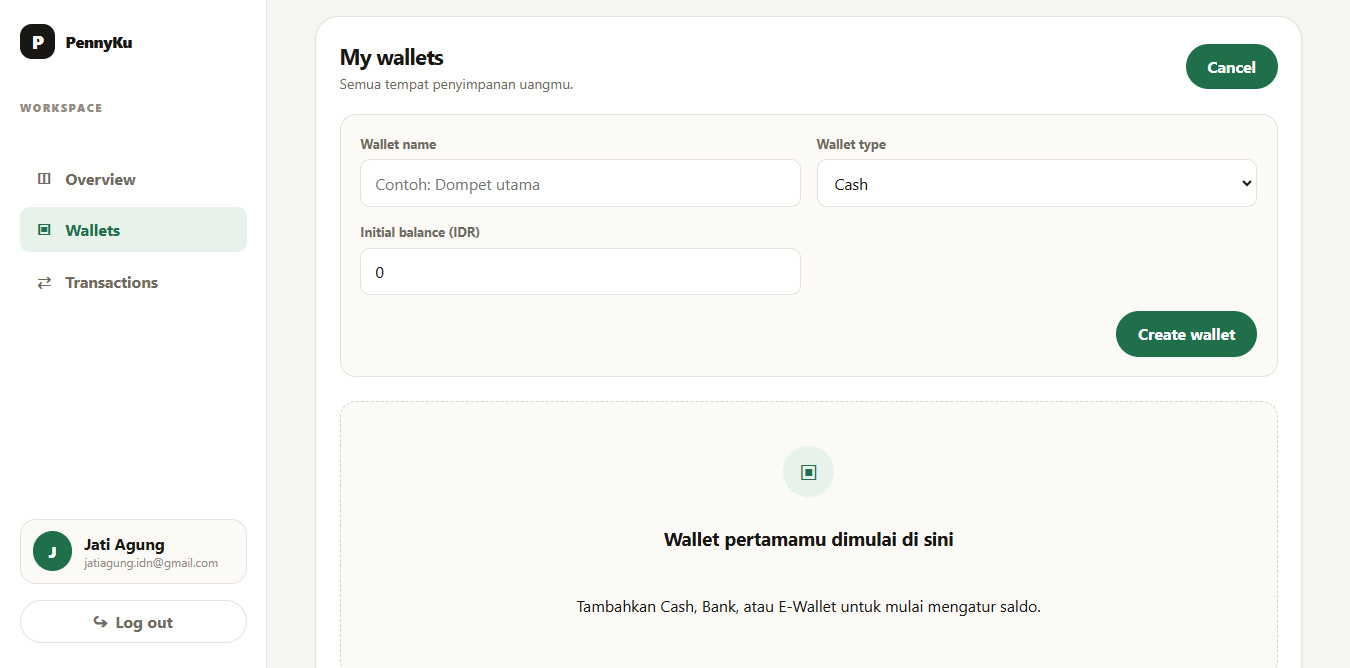 P PennyKu
WORKSPACE
Overview
Wallets
Transactions
J
Jati Agung
jatiagung.idn@gmail.com
Log out
My wallets
Semua tempat penyimpanan uangmu.
Cancel
Wallet name
Contoh: Dompet utama
Wallet type
Cash
Initial balance (IDR)
0
Create wallet
Wallet pertamamu dimulai di sini
Tambahkan Cash, Bank, atau E-Wallet untuk mulai mengatur saldo.